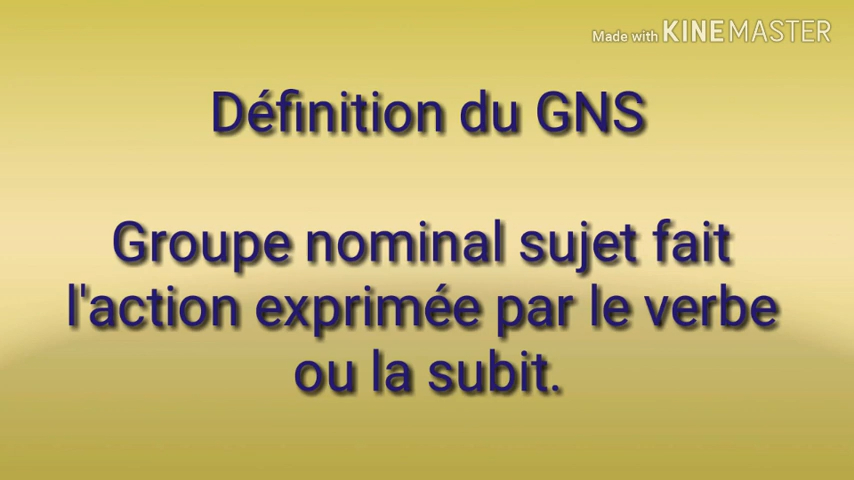 Made with KINEMASTER
Définition du GNS
Groupe nominal sujet fait
l'action exprimée par le verbe
ou la subit.